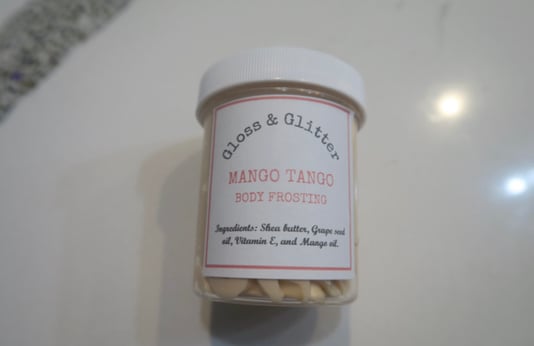 Gloss & Glitter
MANGO TANGO
BODY FROSTING
Ingredients: Shea butter, Grape seed
oil, Vitamin E, and Mango oil.